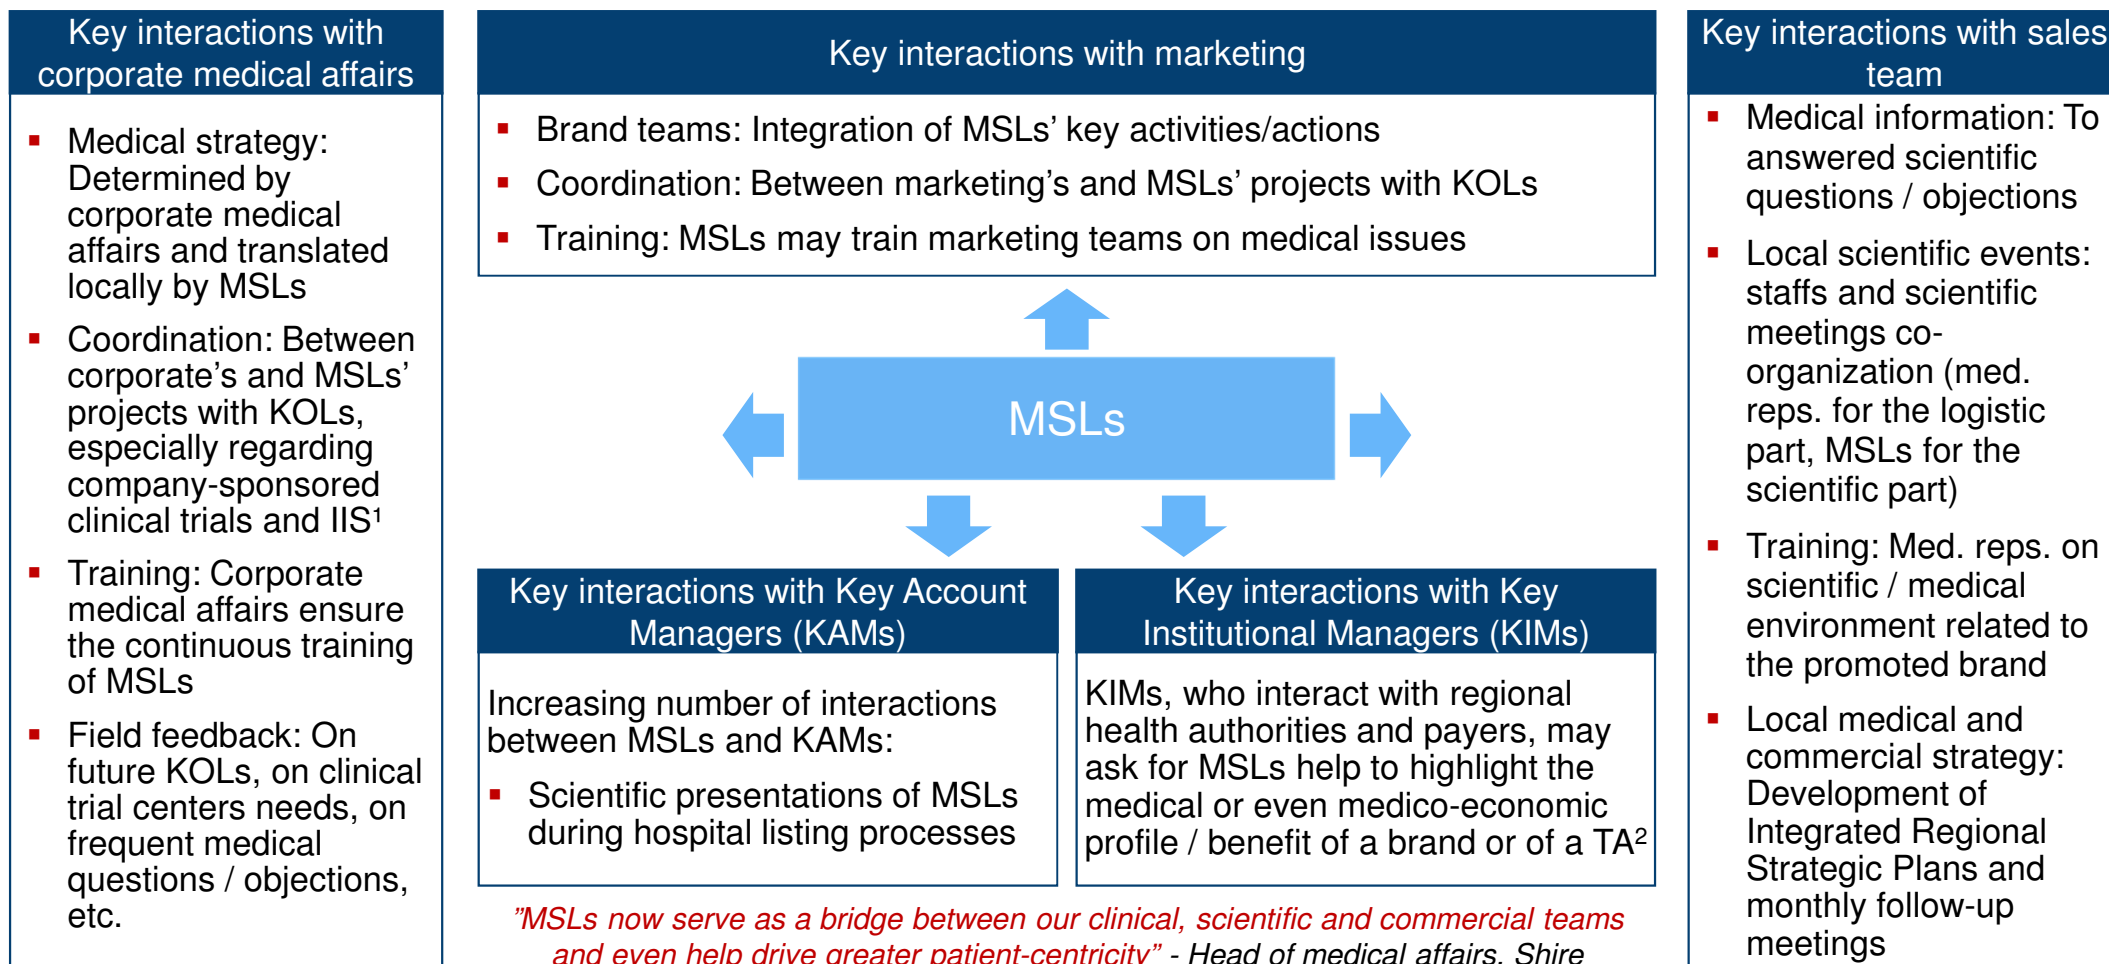 Key interactions with
corporate medical affairs
▪ Medical strategy:
Determined by
corporate medical
affairs and translated
locally by MSLs
▪ Coordination: Between
corporate’s and MSLs’
projects with KOLs,
especially regarding
company-sponsored
clinical trials and IIS¹
▪ Training: Corporate
medical affairs ensure
the continuous training
of MSLs
▪ Field feedback: On
future KOLs, on clinical
trial centers needs, on
frequent medical
questions / objections,
etc.
Key interactions with marketing
▪ Brand teams: Integration of MSLs’ key activities/actions
▪ Coordination: Between marketing’s and MSLs’ projects with KOLs
▪ Training: MSLs may train marketing teams on medical issues
MSLs
Key interactions with Key Account
Managers (KAMs)
Increasing number of interactions
between MSLs and KAMs:
▪ Scientific presentations of MSLs
during hospital listing processes
Key interactions with Key
Institutional Managers (KIMs)
KIMs, who interact with regional
health authorities and payers, may
ask for MSLs help to highlight the
medical or even medico-economic
profile / benefit of a brand or of a TA²
”MSLs now serve as a bridge between our clinical, scientific and commercial teams
and even help drive greater patient-centricity” - Head of medical affairs, Shire
Key interactions with sales
team
▪ Medical information: To
answered scientific
questions / objections
▪ Local scientific events:
staffs and scientific
meetings co-
organization (med.
reps. for the logistic
part, MSLs for the
scientific part)
▪ Training: Med. reps. on
scientific / medical
environment related to
the promoted brand
▪ Local medical and
commercial strategy:
Development of
Integrated Regional
Strategic Plans and
monthly follow-up
meetings